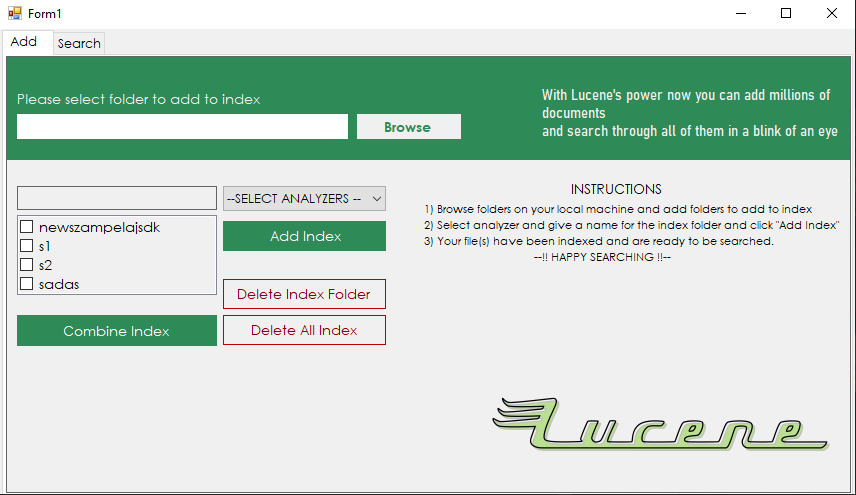 Form1
Add
Search
Please select folder to add to index
Browse
With Lucene's power now you can add millions of
documents
and search through all of them in a blink of an eye
--SELECT ANALYZERS --
newszampelajsdk
s1
s2
sadas
Add Index
Delete Index Folder
Combine Index
Delete All Index
INSTRUCTIONS
1) Browse folders on your local machine and add folders to add to index
2) Select analyzer and give a name for the index folder and click "Add Index"
3) Your file(s) have been indexed and are ready to be searched.
--!! HAPPY SEARCHING !!--
Lucene